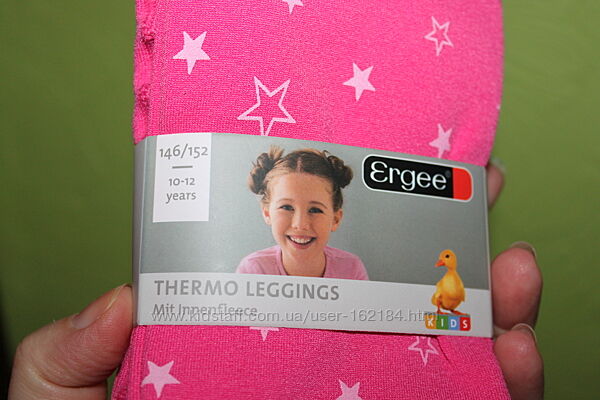 146/152
10-12
years
Ergee
THERMO LEGGINGS
Mit Innenfleece
www.kidstaff.com.ua/user-162184.html
KIDS